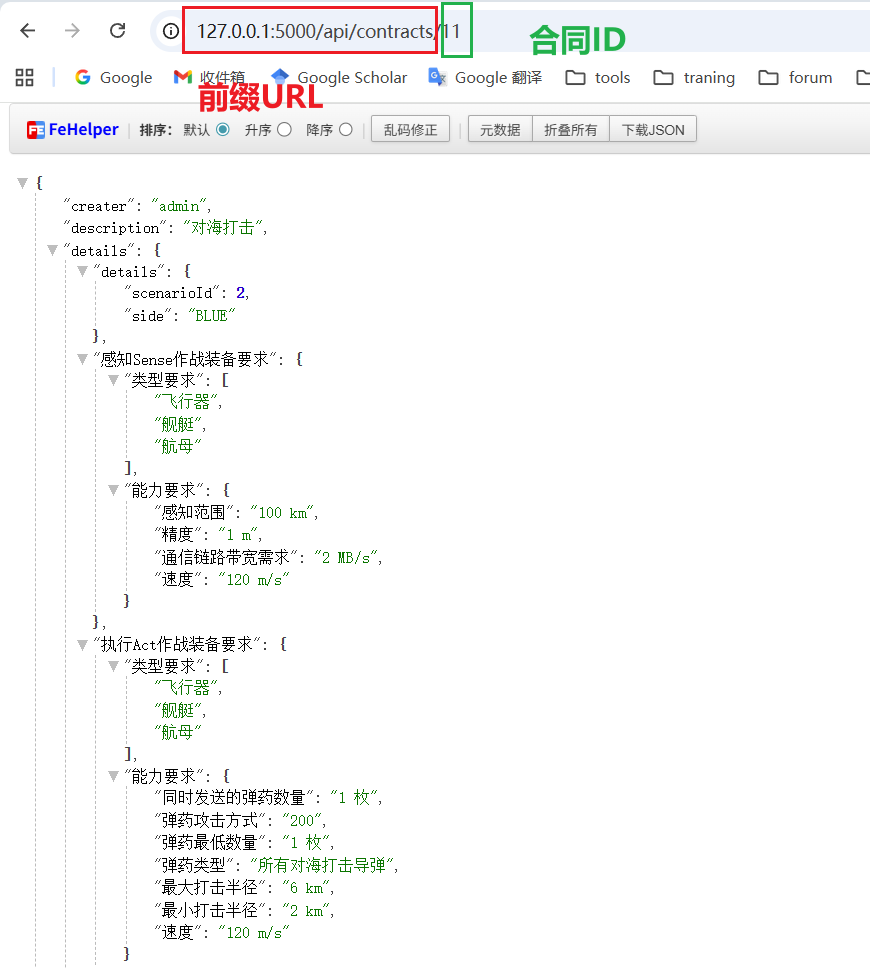 127.0.0.1:5000/api/contracts/11
合同ID
Google
收件箱
Google Scholar
Google 翻译
tools
traning
forum
前缀URL
FeHelper
排序：
默认
升序
降序
乱码修正
元数据
折叠所有
下载JSON
{
"creater": "admin",
"description": "对海打击",
"details": {
"details": {
"scenarioId": 2,
"side": "BLUE"
},
"感知Sense作战装备要求": {
"类型要求": [
"飞行器",
"舰艇",
"航母"
],
"能力要求": {
"感知范围": "100 km",
"精度": "1 m",
"通信链路带宽需求": "2 MB/s",
"速度": "120 m/s"
}
},
"执行Act作战装备要求": {
"类型要求": [
"飞行器",
"舰艇",
"航母"
],
"能力要求": {
"同时发送的弹药数量": "1 枚",
"弹药攻击方式": "200",
"弹药最低数量": "1 枚",
"弹药类型": "所有对海打击导弹",
"最大打击半径": "6 km",
"最小打击半径": "2 km",
"速度": "120 m/s"
}